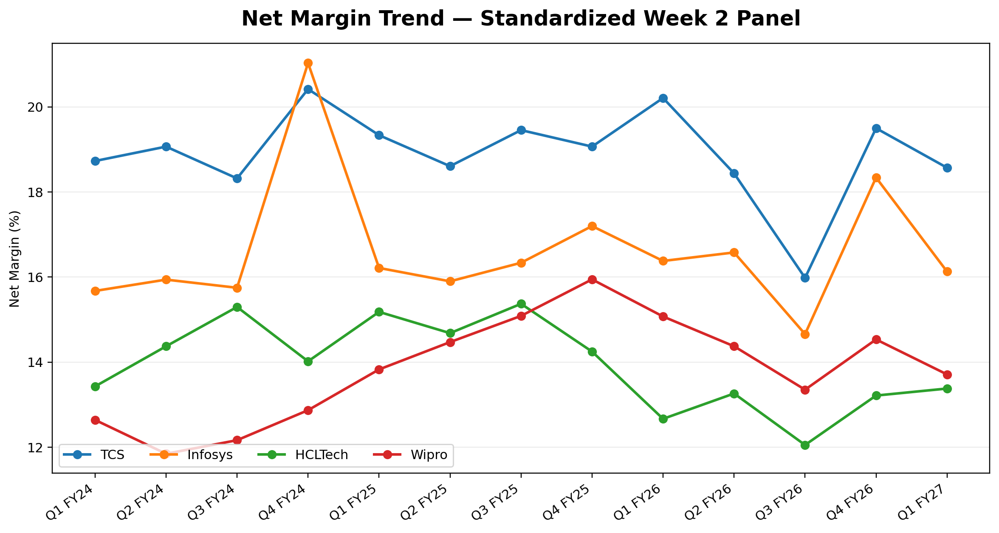 Net Margin Trend — Standardized Week 2 Panel
Net Margin (%)
20
18
16
14
12
TCS Infosys HCLTech Wipro
Q1 FY24 Q2 FY24 Q3 FY24 Q4 FY24 Q1 FY25 Q2 FY25 Q3 FY25 Q4 FY25 Q1 FY26 Q2 FY26 Q3 FY26 Q4 FY26 Q1 FY27